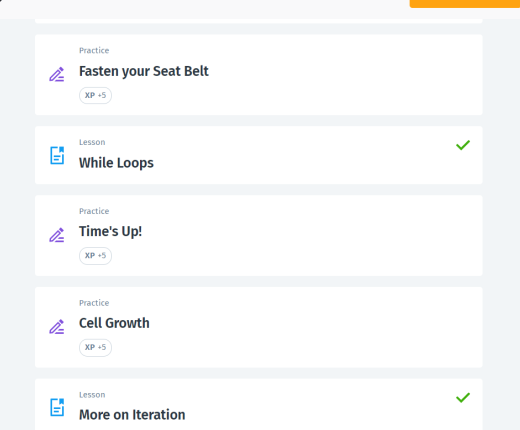 Practice
Fasten your Seat Belt
XP +5
Lesson
While Loops
Practice
Time's Up!
XP +5
Practice
Cell Growth
XP +5
Lesson
More on Iteration